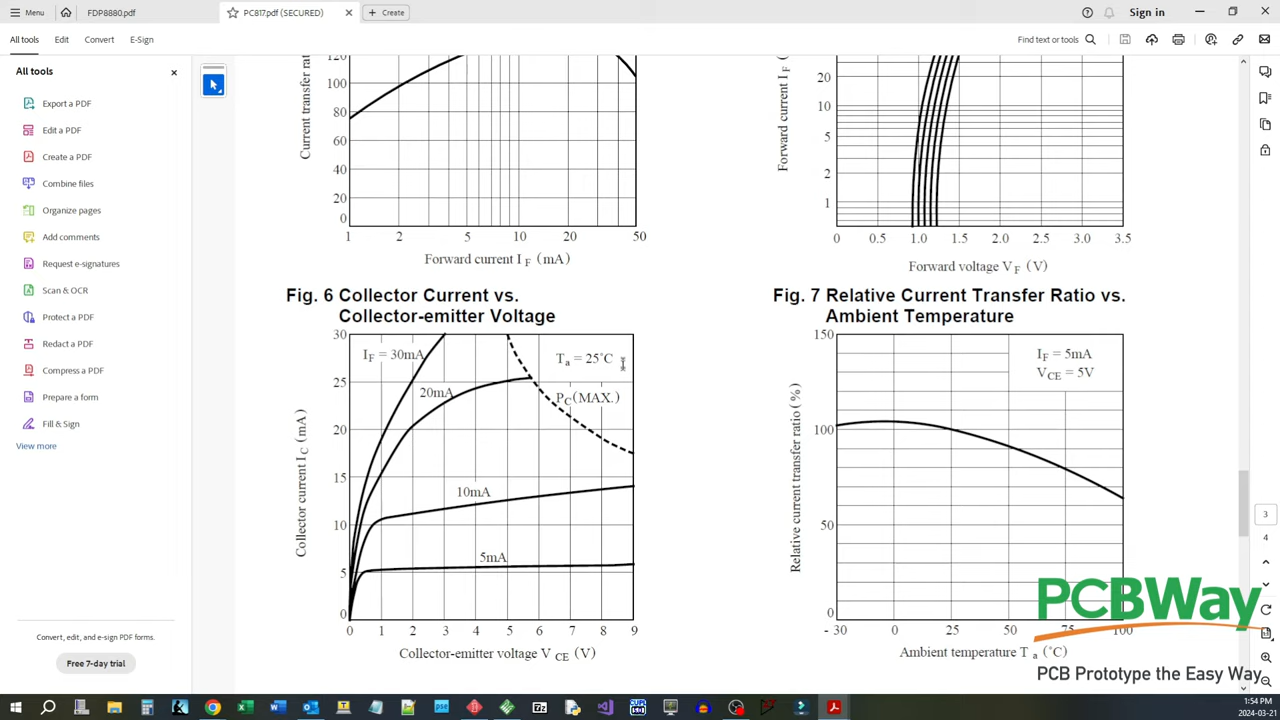 Menu
FDP8880.pdf
PC817.pdf (SECURED)
Create
Sign in
All tools
Edit
Convert
E-Sign
Find text or tools
All tools
Export a PDF
Edit a PDF
Create a PDF
Combine files
Organize pages
Add comments
Request e-signatures
Scan & OCR
Protect a PDF
Redact a PDF
Compress a PDF
Prepare a form
Fill & Sign
View more
Convert, edit, and e-sign PDF forms.
Free 7-day trial
Current transfer ra
120
100
80
60
40
20
0
1 2 5 10 20 50
Forward current I F (mA)
Forward current I F (
20
10
5
2
1
0 0.5 1.0 1.5 2.0 2.5 3.0 3.5
Forward voltage V F (V)
Fig. 6 Collector Current vs.
Collector-emitter Voltage
Collector current I C (mA)
30
25
20
15
10
5
0
I F = 30mA
T a = 25˚C
20mA
P C (MAX.)
10mA
5mA
0 1 2 3 4 5 6 7 8 9
Collector-emitter voltage V CE (V)
Fig. 7 Relative Current Transfer Ratio vs.
Ambient Temperature
Relative current transfer ratio (%)
150
100
50
0
I F = 5mA
V CE = 5V
- 30 0 25 50 75 100
Ambient temperature T a (˚C)
3
4
PCBWay
PCB Prototype the Easy Way
1:54 PM
2024-03-21